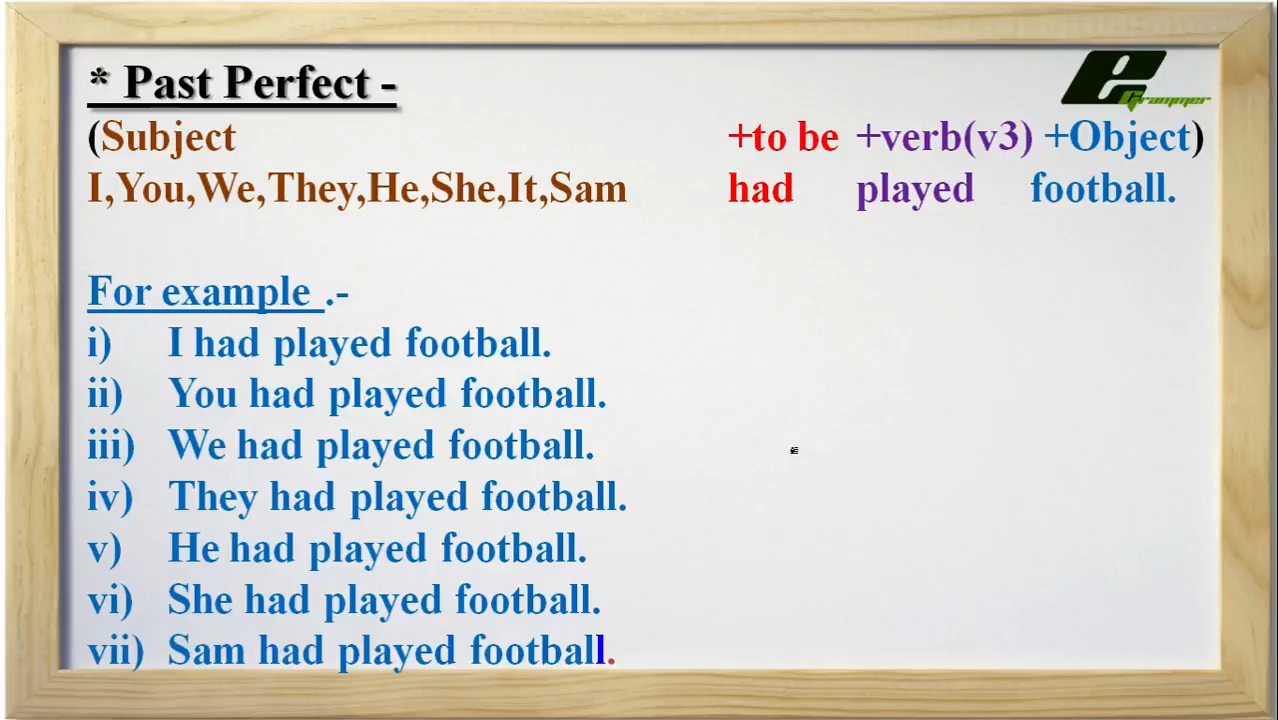 * Past Perfect -
e Grammer
(Subject +to be +verb(v3) +Object)
I,You,We,They,He,She,It,Sam had played football.
For example .-
i) I had played football.
ii) You had played football.
iii) We had played football.
iv) They had played football.
v) He had played football.
vi) She had played football.
vii) Sam had played football.